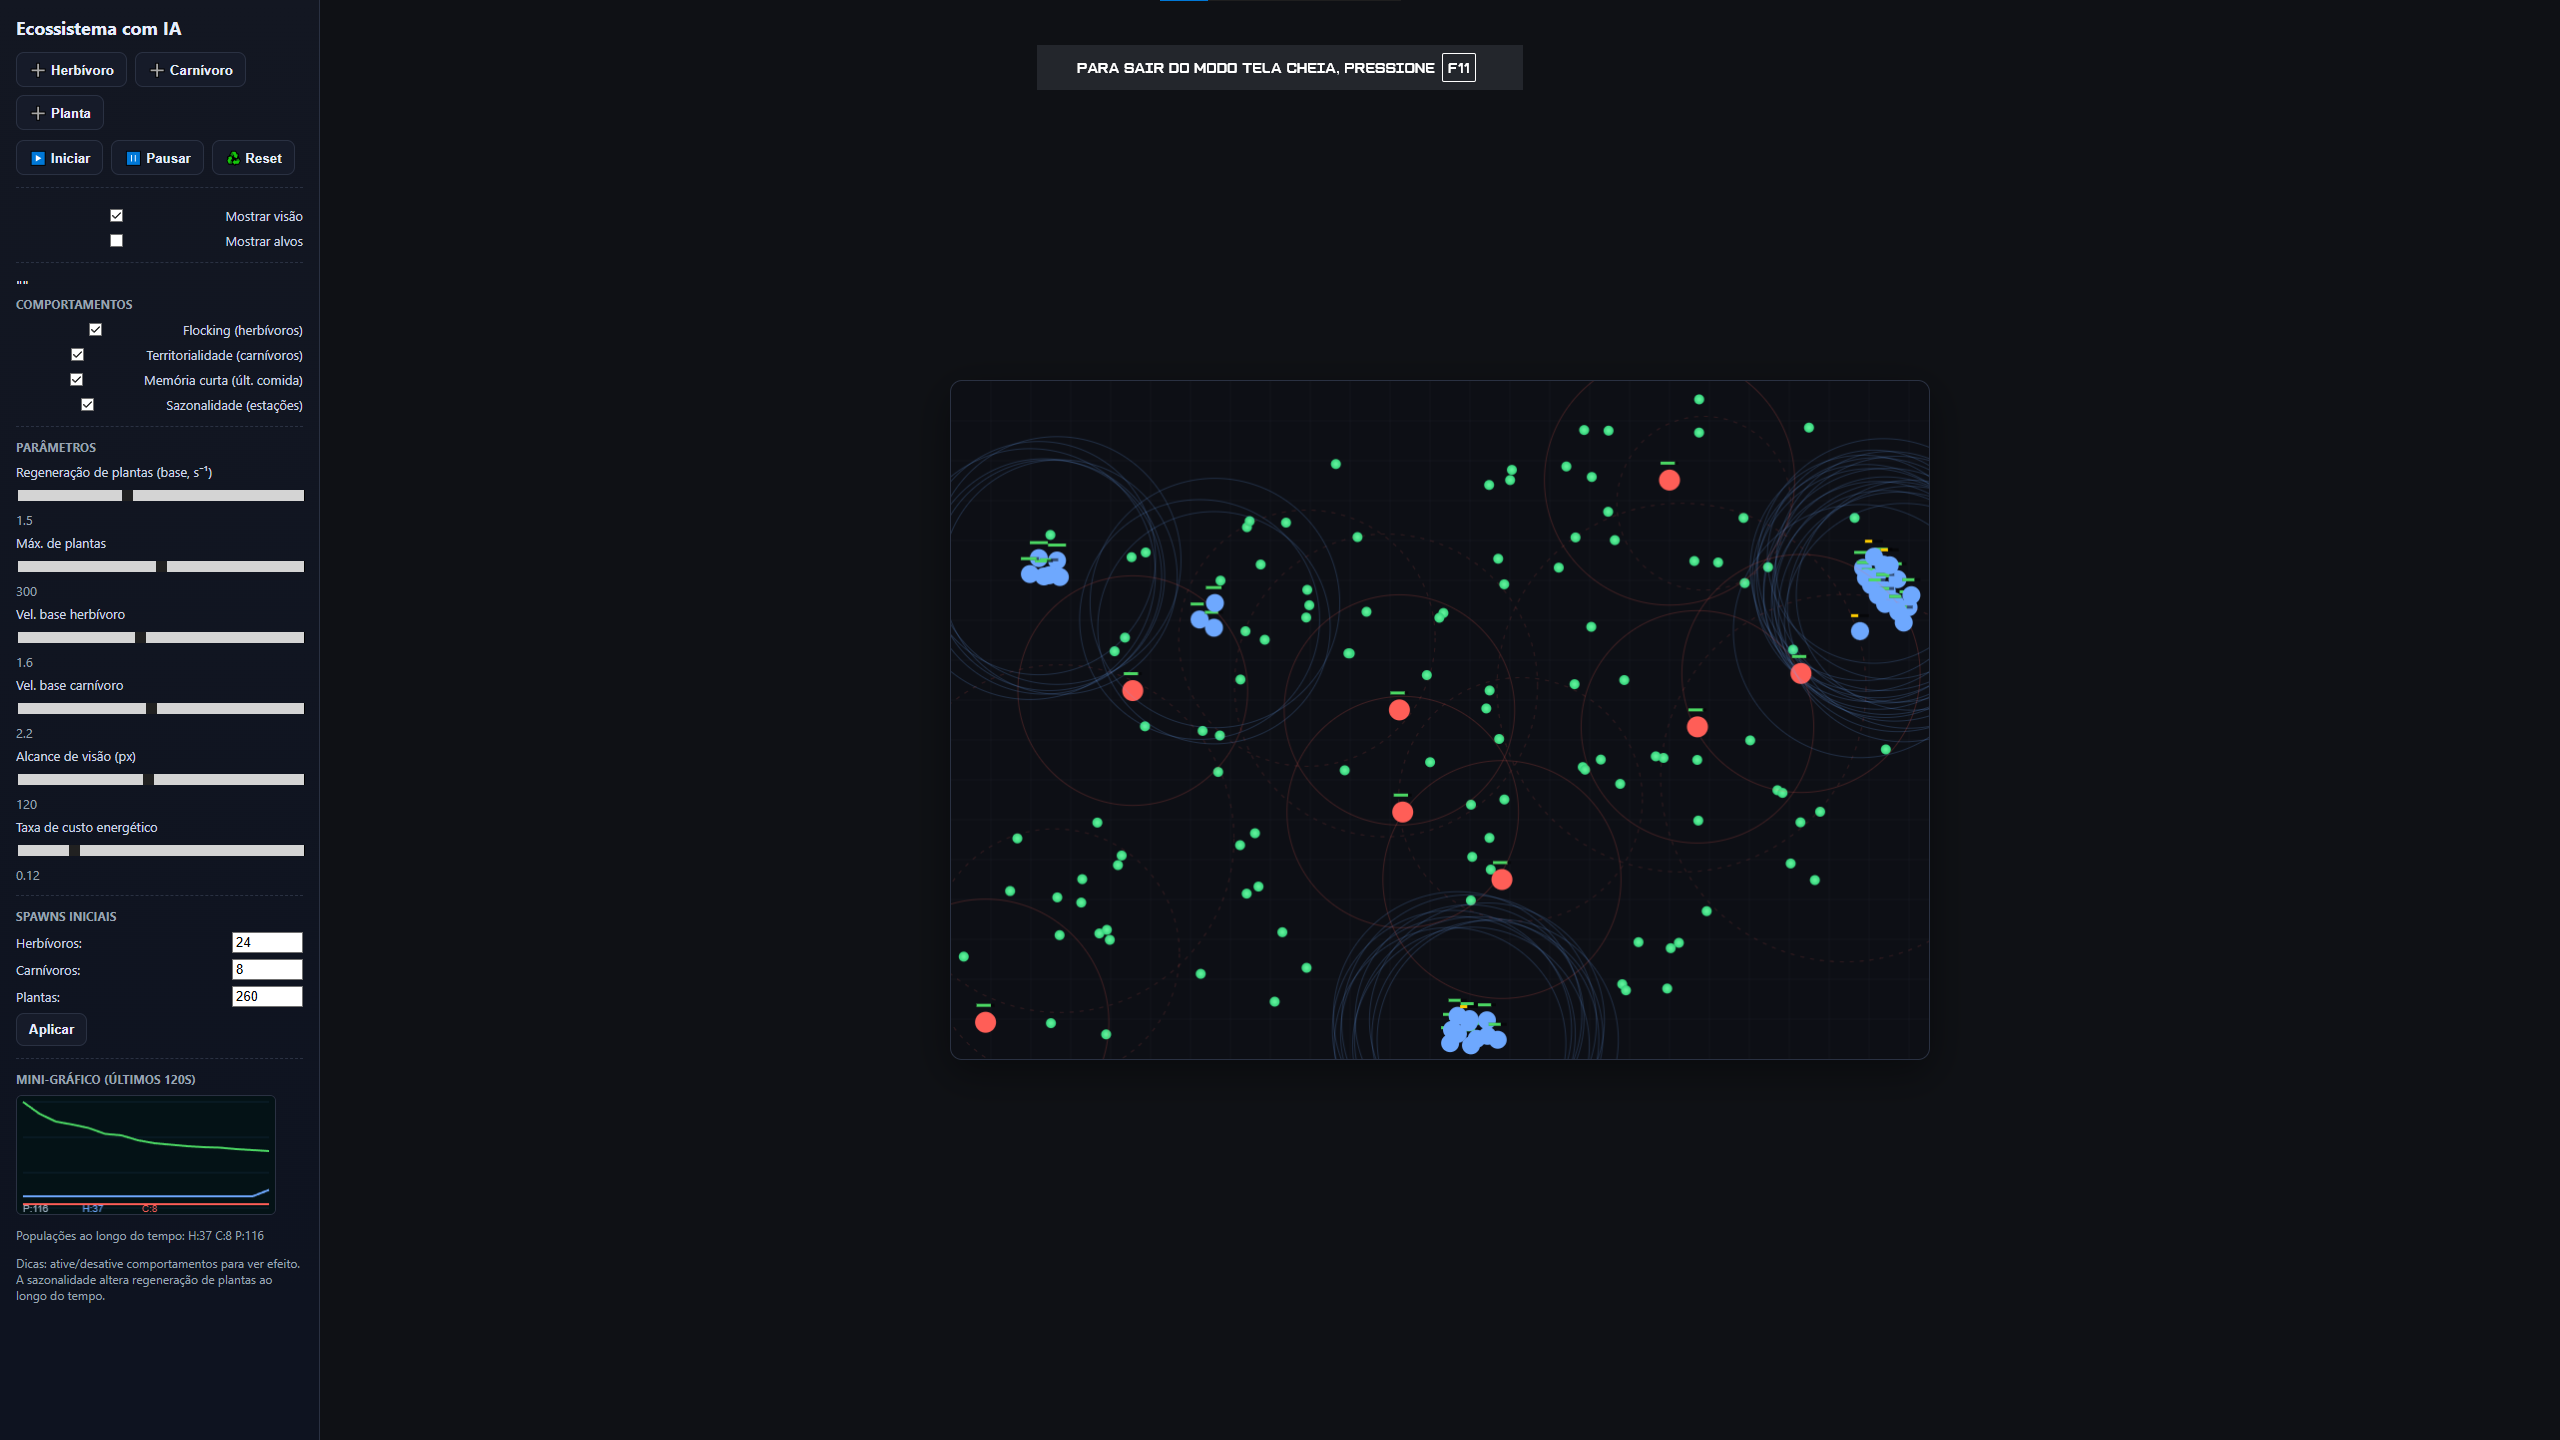 Ecossistema com IA
Herbívoro
Carnívoro
Planta
Iniciar
Pausar
Reset
Mostrar visão
Mostrar alvos
""
COMPORTAMENTOS
Flocking (herbívoros)
Territorialidade (carnívoros)
Memória curta (últ. comida)
Sazonalidade (estações)
PARÂMETROS
Regeneração de plantas (base, s⁻¹)
1.5
Máx. de plantas
300
Vel. base herbívoro
1.6
Vel. base carnívoro
2.2
Alcance de visão (px)
120
Taxa de custo energético
0.12
SPAWNS INICIAIS
Herbívoros: 24
Carnívoros: 8
Plantas: 260
Aplicar
MINI-GRÁFICO (ÚLTIMOS 120S)
P:116 H:37 C:8
Populações ao longo do tempo: H:37 C:8 P:116
Dicas: ative/desative comportamentos para ver efeito.
A sazonalidade altera regeneração de plantas ao
longo do tempo.
PARA SAIR DO MODO TELA CHEIA, PRESSIONE F11